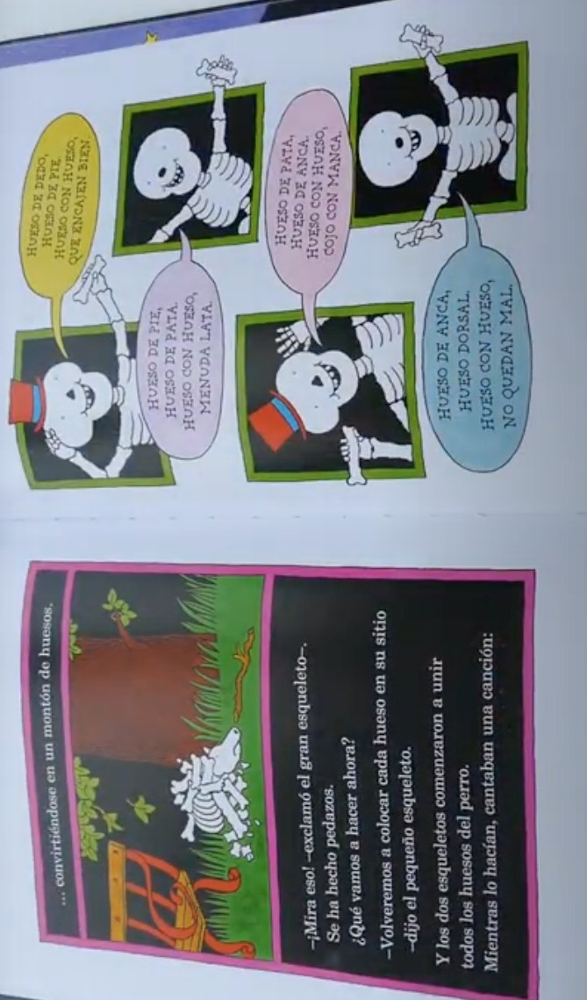 ... convirtiéndose en un montón de huesos.
–¡Mira eso! –exclamó el gran esqueleto–.
Se ha hecho pedazos.
¿Qué vamos a hacer ahora?
–Volveremos a colocar cada hueso en su sitio
–dijo el pequeño esqueleto.
Y los dos esqueletos comenzaron a unir
todos los huesos del perro.
Mientras lo hacían, cantaban una canción:
HUESO DE DEDO,
HUESO DE PIE.
HUESO CON HUESO,
QUE ENCAJEN BIEN.
HUESO DE PIE,
HUESO DE PATA.
HUESO CON HUESO,
MENUDA LATA.
HUESO DE PATA,
HUESO DE ANCA.
HUESO CON HUESO,
COJO CON MANCA.
HUESO DE ANCA,
HUESO DORSAL.
HUESO CON HUESO,
NO QUEDAN MAL.